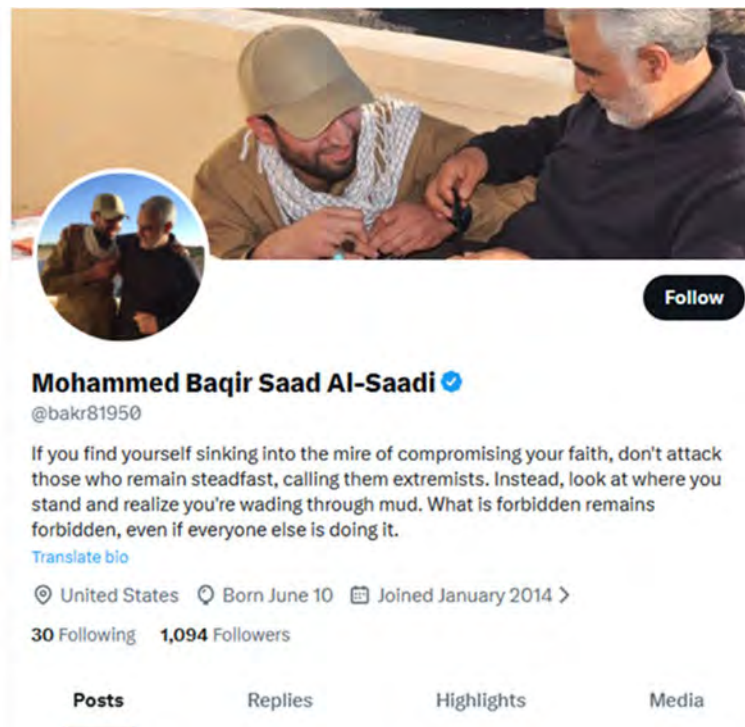 Follow
Mohammed Baqir Saad Al-Saadi
@bakr81950
If you find yourself sinking into the mire of compromising your faith, don't attack
those who remain steadfast, calling them extremists. Instead, look at where you
stand and realize you're wading through mud. What is forbidden remains
forbidden, even if everyone else is doing it.
Translate bio
United States Born June 10 Joined January 2014
30 Following 1,094 Followers
Posts Replies Highlights Media